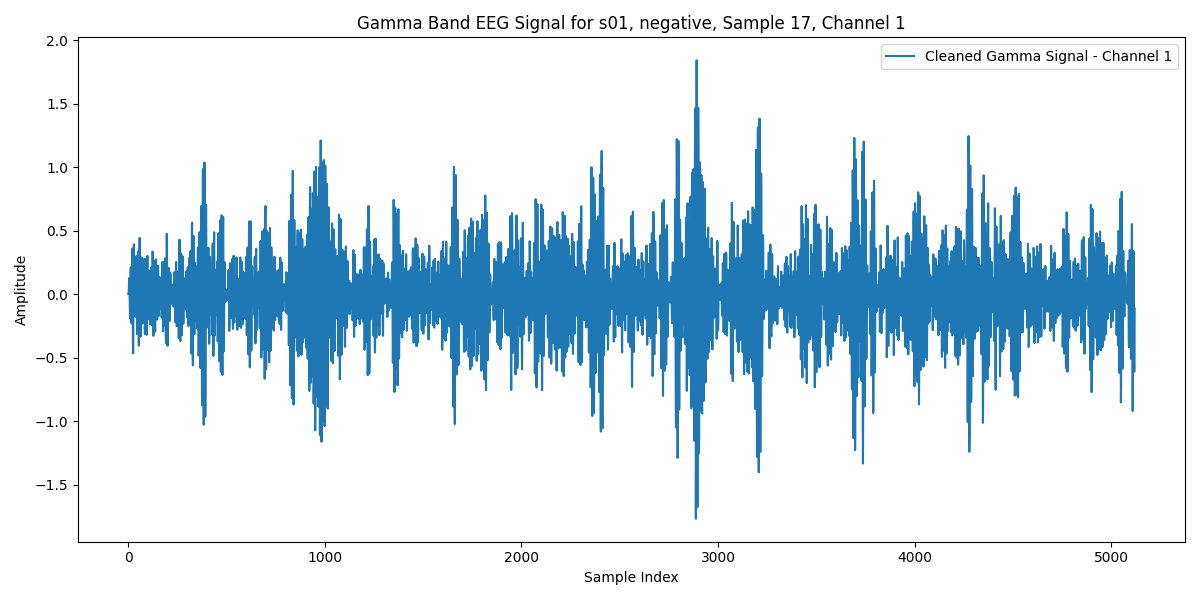 Gamma Band EEG Signal for s01, negative, Sample 17, Channel 1
Cleaned Gamma Signal - Channel 1
2.0
1.5
1.0
0.5
0.0
−0.5
−1.0
−1.5
Amplitude
0 1000 2000 3000 4000 5000
Sample Index